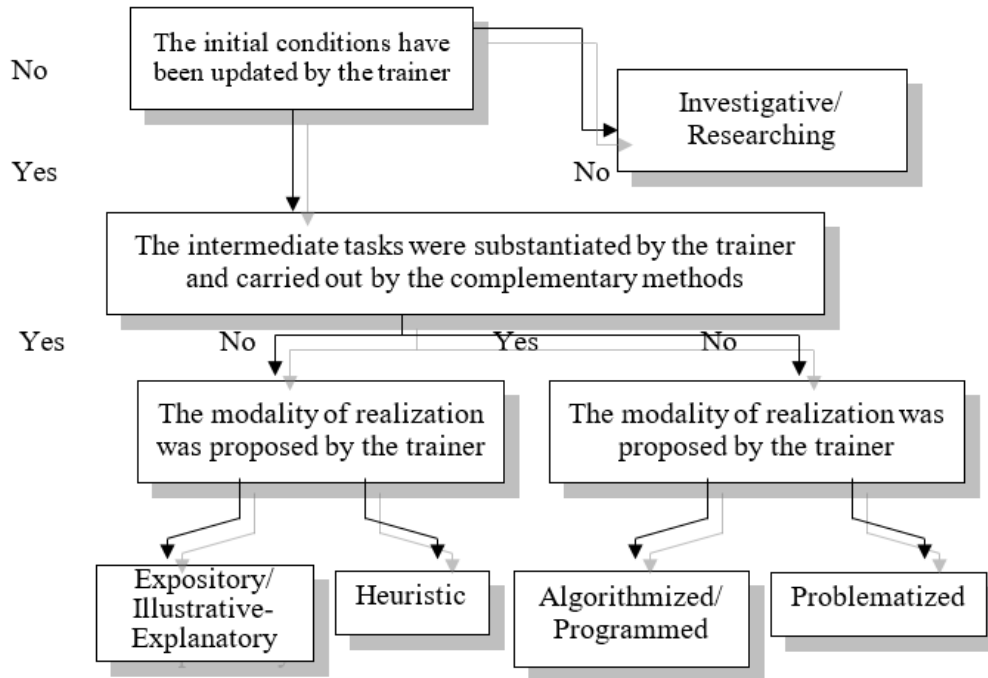 The initial conditions have
been updated by the trainer
No
Investigative/
Researching
Yes
No
The intermediate tasks were substantiated by the trainer
and carried out by the complementary methods
Yes
No
Yes
No
The modality of realization
was proposed by the trainer
The modality of realization was
proposed by the trainer
Expository/
Illustrative-
Explanatory
Heuristic
Algorithmized/
Programmed
Problematized